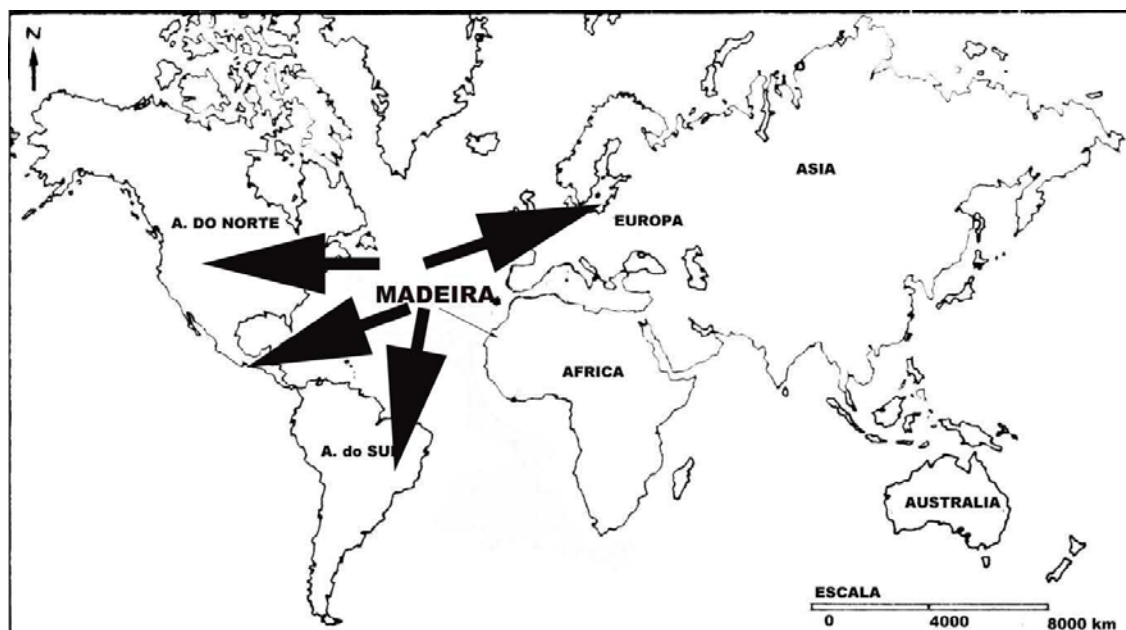 N
ASIA
A. DO NORTE
EUROPA
MADEIRA
AFRICA
A. do SU
AUSTRALIA
ESCALA
0 4000 8000 km